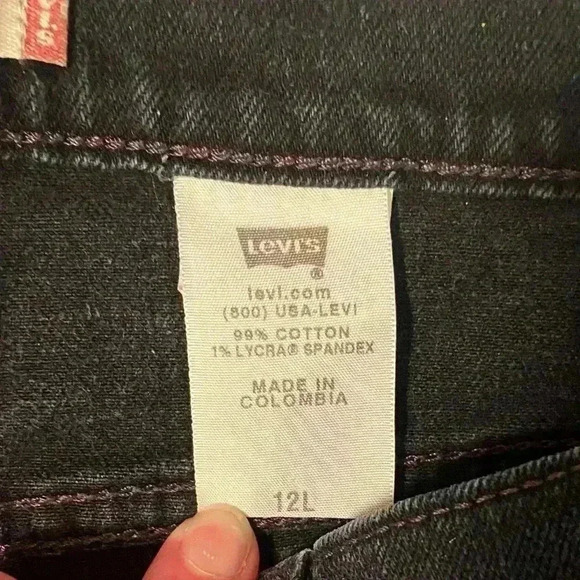 LEVI'S
®
levi.com
(800) USA-LEVI
99% COTTON
1% LYCRA® SPANDEX
MADE IN
COLOMBIA
12L